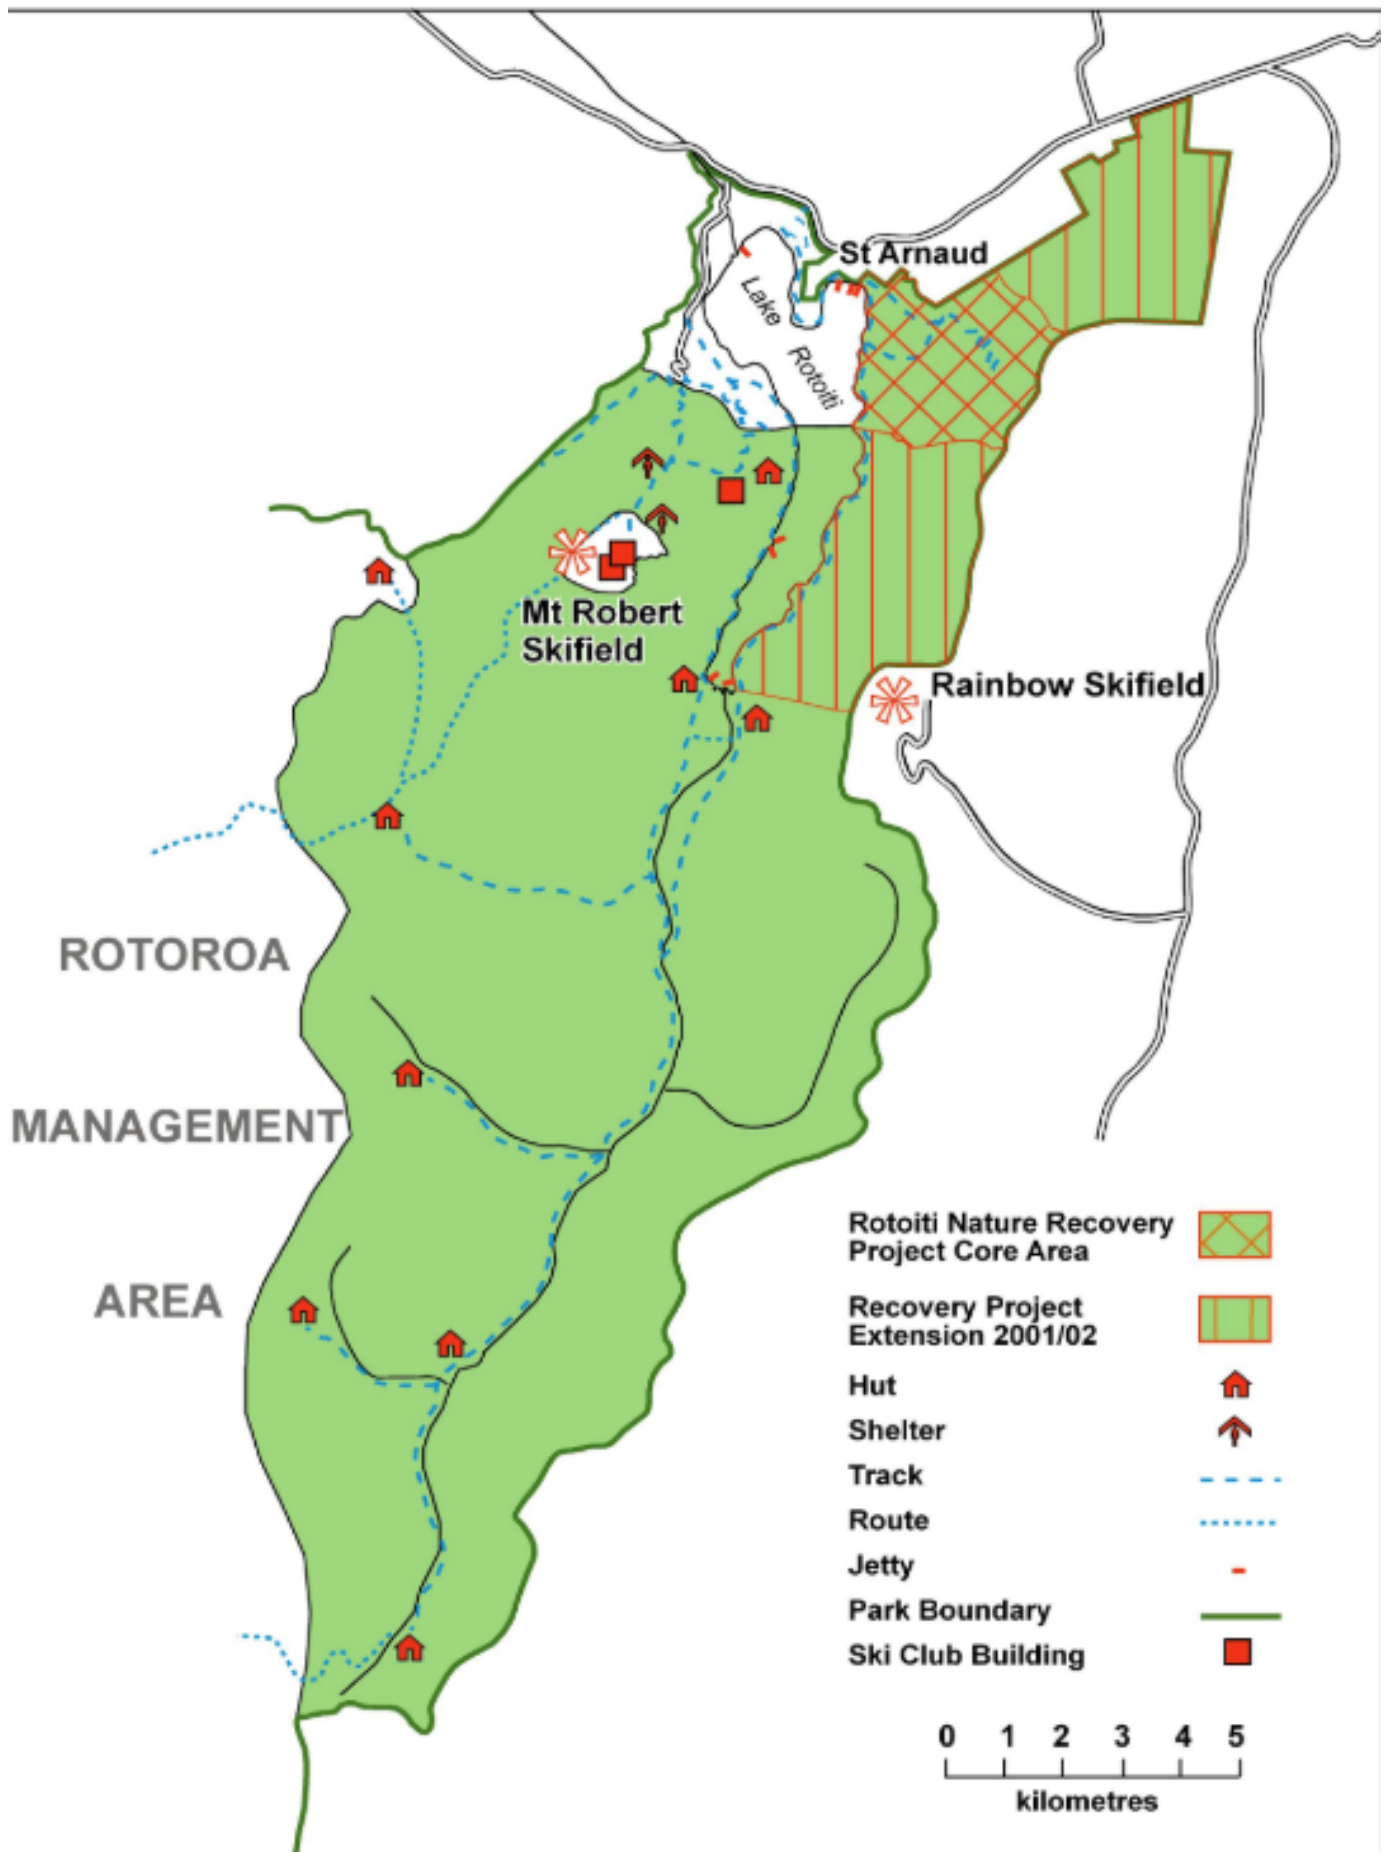 St Arnaud
Lake
Rotoiti
Mt Robert
Skifield
Rainbow Skifield
ROTOROA
MANAGEMENT
AREA
Rotoiti Nature Recovery
Project Core Area
Recovery Project
Extension 2001/02
Hut
Shelter
Track
Route
Jetty
Park Boundary
Ski Club Building
0 1 2 3 4 5
kilometres